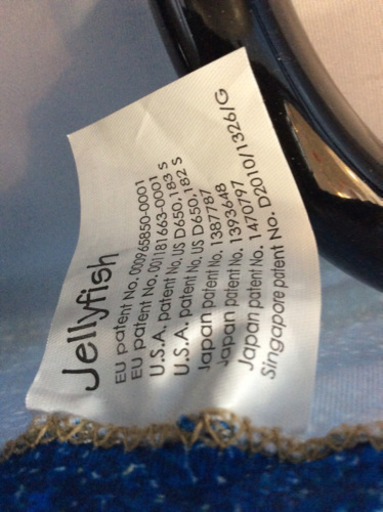 Jellyfish
EU patent No. 000965850-0001
EU patent No. 001181663-0001
U.S.A. patent No. US D650,183 S
U.S.A. patent No. US D650,182 S
Japan patent No. 1387787
Japan patent No. 1393648
Japan patent No. 1470797
Singapore patent No. D2010/1326/G